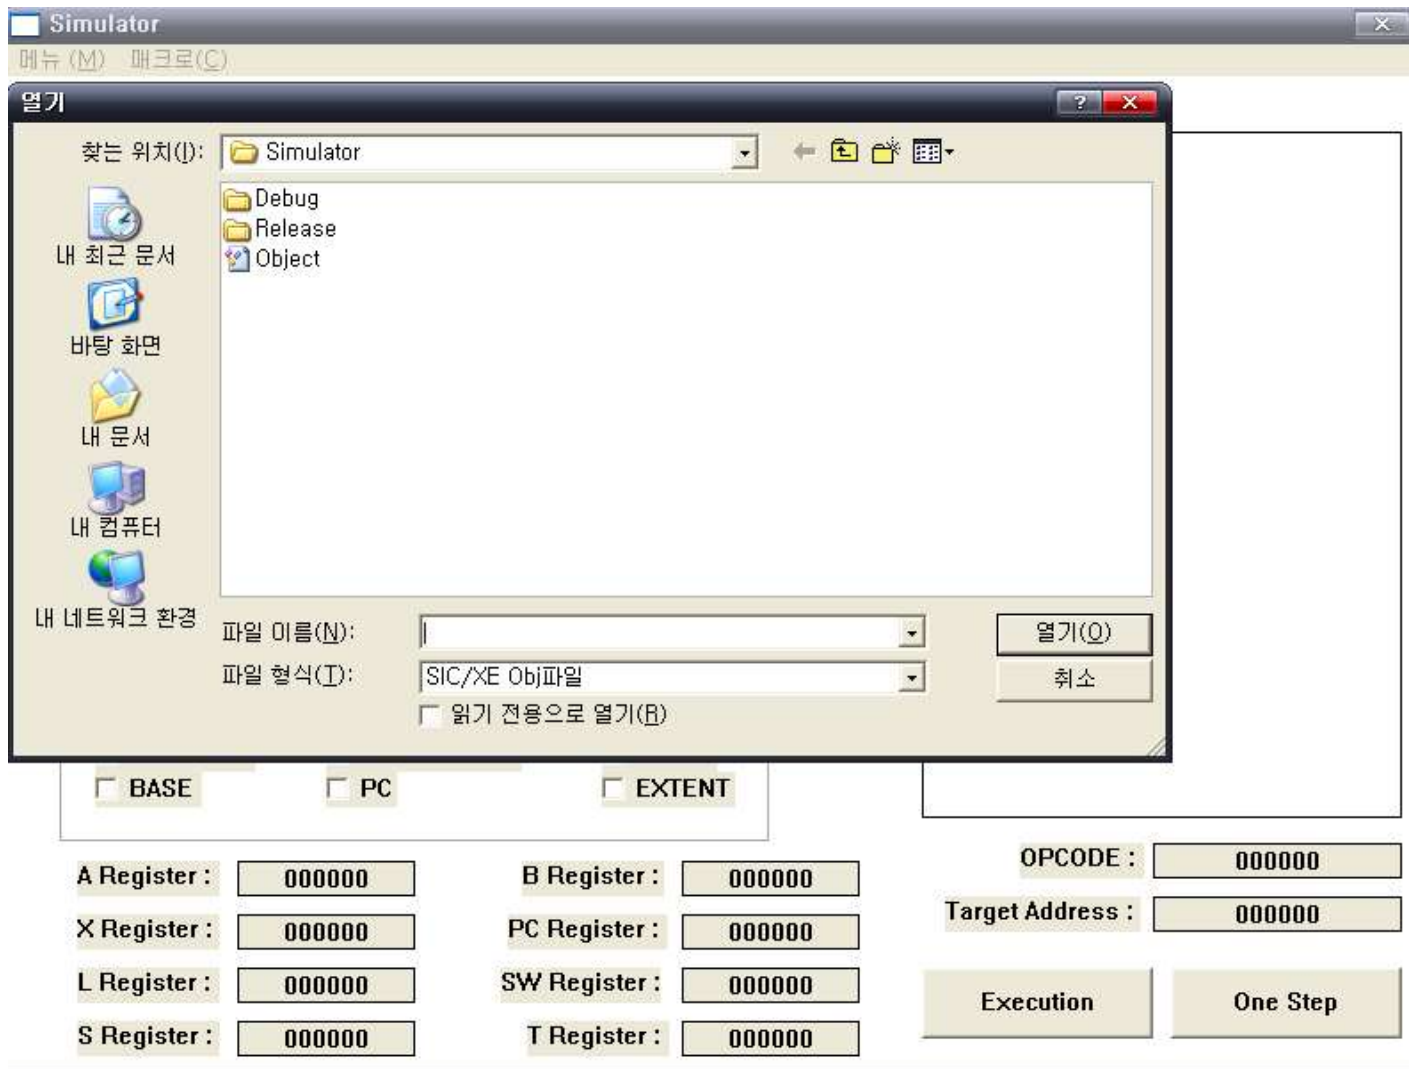 Simulator
메뉴 (M) 매크로(C)
열기
찾는 위치(I): Simulator
Debug
Release
Object
내 최근 문서
바탕 화면
내 문서
내 컴퓨터
내 네트워크 환경
파일 이름(N): 열기(O)
파일 형식(T): SIC/XE Obj파일 취소
읽기 전용으로 열기(R)
BASE PC EXTENT
A Register : 000000 B Register : 000000 OPCODE : 000000
X Register : 000000 PC Register : 000000 Target Address : 000000
L Register : 000000 SW Register : 000000 Execution One Step
S Register : 000000 T Register : 000000